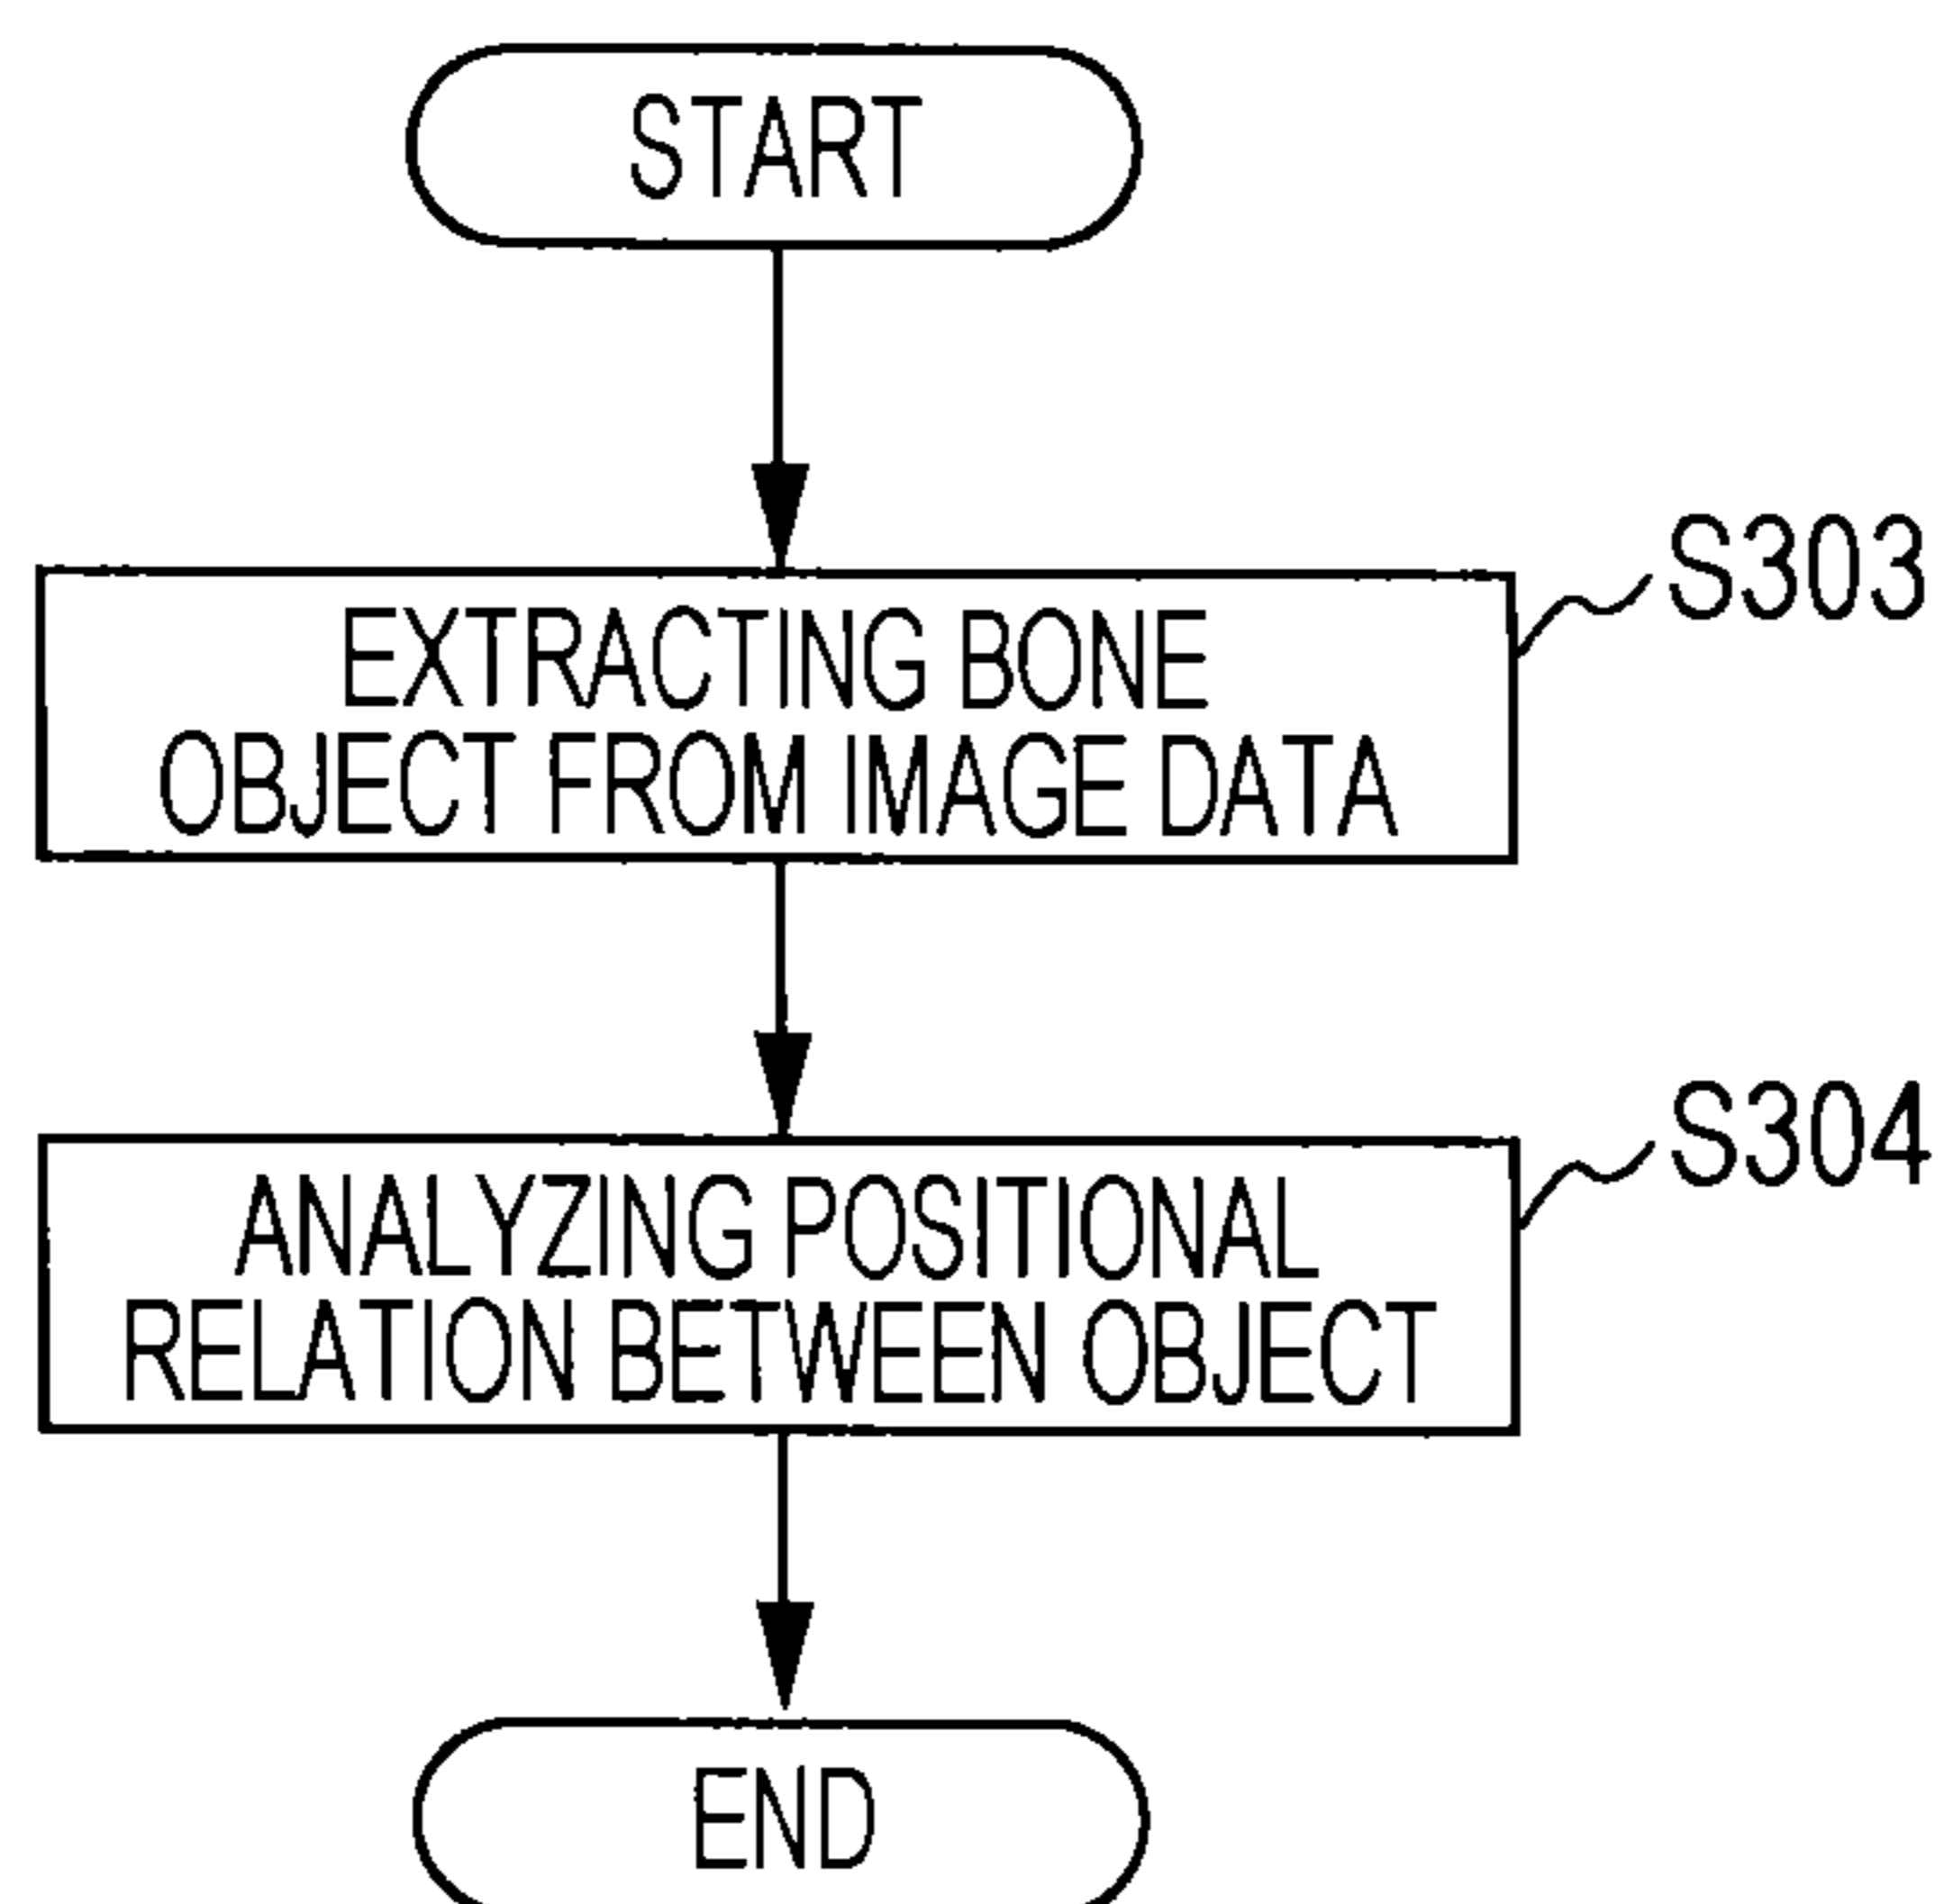 START
S303
EXTRACTING BONE
OBJECT FROM IMAGE DATA
S304
ANALYZING POSITIONAL
RELATION BETWEEN OBJECT
END